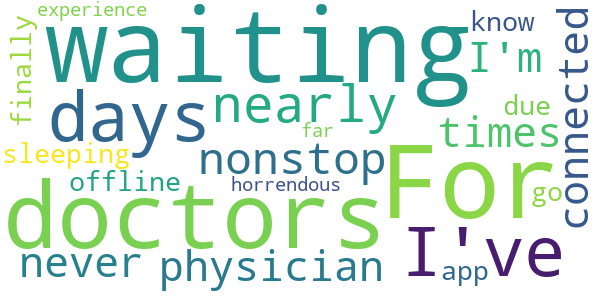 experience
waiting
know
I'm
finally
connected
days
nearly
due
far
times
sleeping
nonstop
For
offline
horrendous
go
doctors
I've
never
physician
app